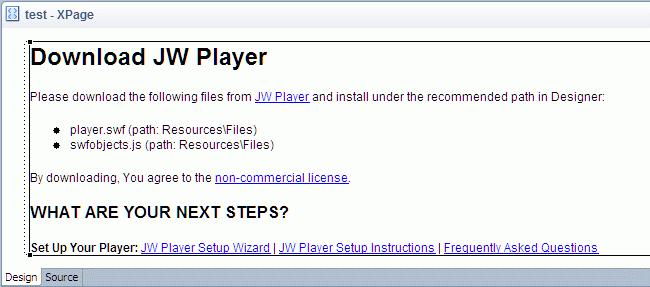 test - XPage
Download JW Player
Please download the following files from JW Player and install under the recommended path in Designer:
player.swf (path: Resources\Files)
swfobjects.js (path: Resources\Files)
By downloading, You agree to the non-commercial license.
WHAT ARE YOUR NEXT STEPS?
Set Up Your Player: JW Player Setup Wizard | JW Player Setup Instructions | Frequently Asked Questions
Design Source